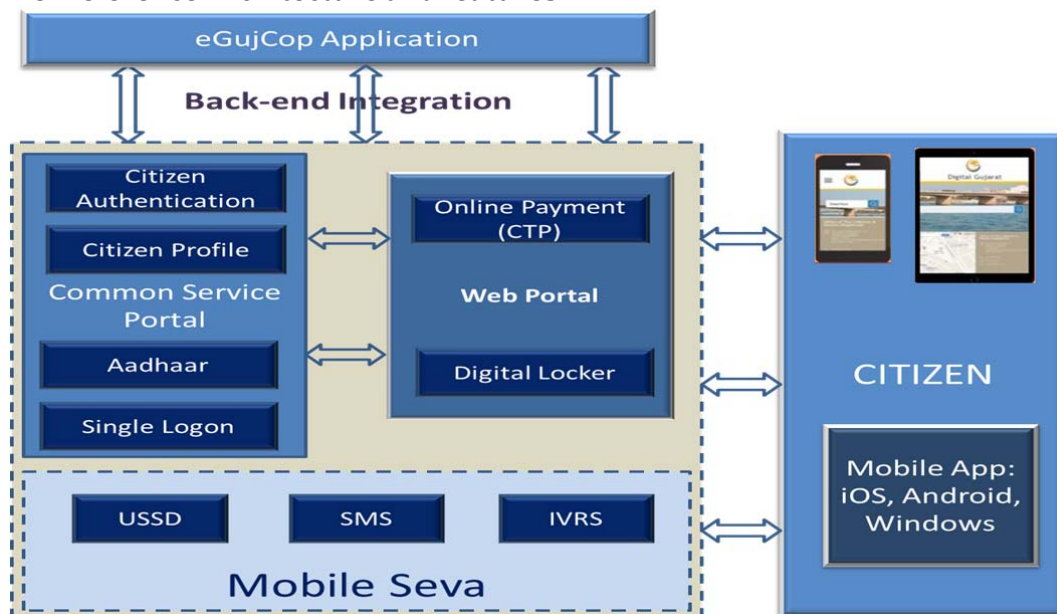 eGujCop Application
Back-end Integration
Citizen
Authentication
Citizen Profile
Common Service
Portal
Aadhaar
Single Logon
Online Payment
(CTP)
Web Portal
Digital Locker
USSD
SMS
IVRS
Mobile Seva
Digital Gujarat
CITIZEN
Mobile App:
iOS, Android,
Windows